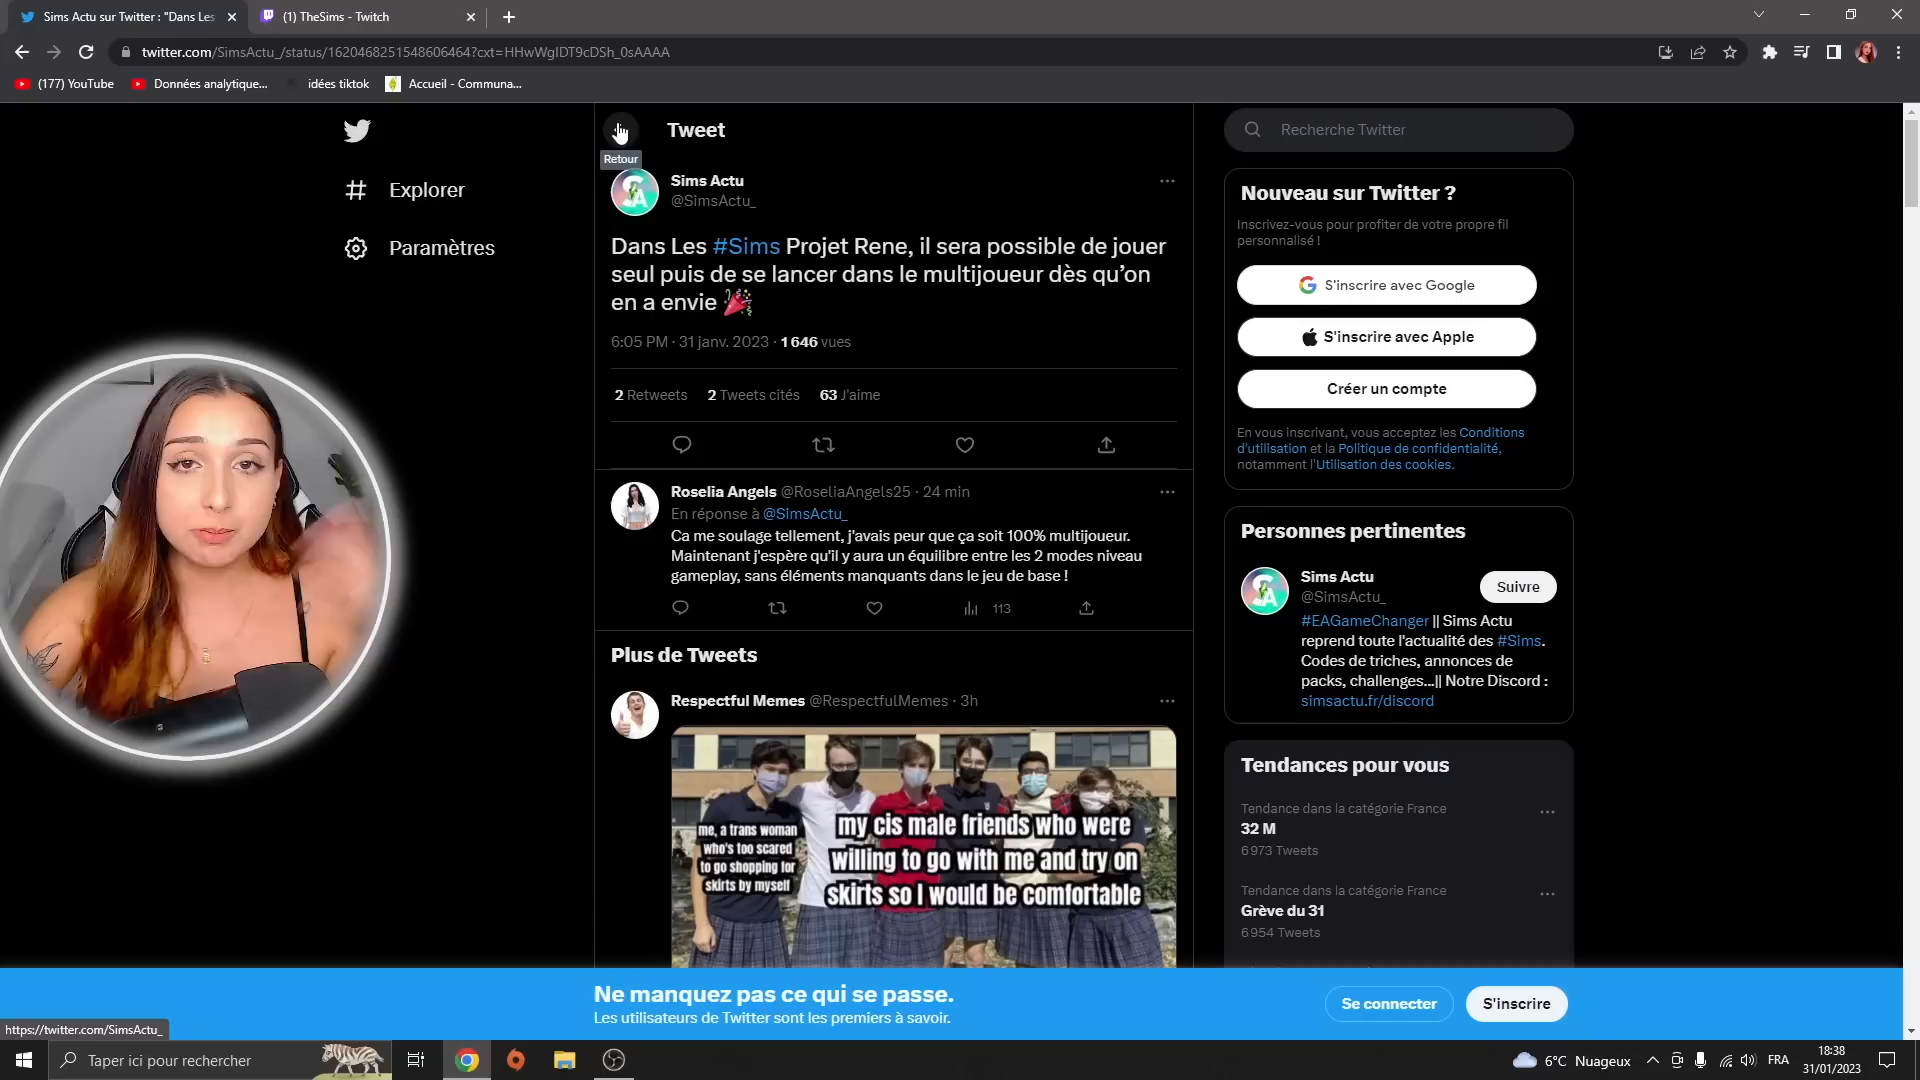 Sims Actu sur Twitter : "Dans Les
(1) TheSims - Twitch
twitter.com/SimsActu_/status/1620468251548606464?cxt=HHwWgIDT9cDSh_0sAAAA
(177) YouTube
Données analytique...
idées tiktok
Accueil - Communa...
Tweet
Recherche Twitter
Retour
Explorer
Paramètres
Sims Actu
@SimsActu_
Dans Les #Sims Projet Rene, il sera possible de jouer
seul puis de se lancer dans le multijoueur dès qu'on
en a envie 🎉
6:05 PM · 31 janv. 2023 · 1 646 vues
2 Retweets 2 Tweets cités 63 J'aime
Roselia Angels @RoseliaAngels25 · 24 min
En réponse à @SimsActu_
Ca me soulage tellement, j'avais peur que ça soit 100% multijoueur.
Maintenant j'espère qu'il y aura un équilibre entre les 2 modes niveau
gameplay, sans éléments manquants dans le jeu de base !
113
Plus de Tweets
Respectful Memes @RespectfulMemes · 3h
me, a trans woman
who's too scared
to go shopping for
skirts by myself
my cis male friends who were
willing to go with me and try on
skirts so I would be comfortable
Nouveau sur Twitter ?
Inscrivez-vous pour profiter de votre propre fil
personnalisé !
S'inscrire avec Google
S'inscrire avec Apple
Créer un compte
En vous inscrivant, vous acceptez les Conditions
d'utilisation et la Politique de confidentialité,
notamment l'Utilisation des cookies.
Personnes pertinentes
Sims Actu
@SimsActu_
Suivre
#EAGameChanger || Sims Actu
reprend toute l'actualité des #Sims.
Codes de triches, annonces de
packs, challenges...|| Notre Discord :
simsactu.fr/discord
Tendances pour vous
Tendance dans la catégorie France
32 M
6 973 Tweets
Tendance dans la catégorie France
Grève du 31
6 954 Tweets
Ne manquez pas ce qui se passe.
Les utilisateurs de Twitter sont les premiers à savoir.
Se connecter
S'inscrire
https://twitter.com/SimsActu_
Taper ici pour rechercher
6°C Nuageux
FRA
18:38
31/01/2023